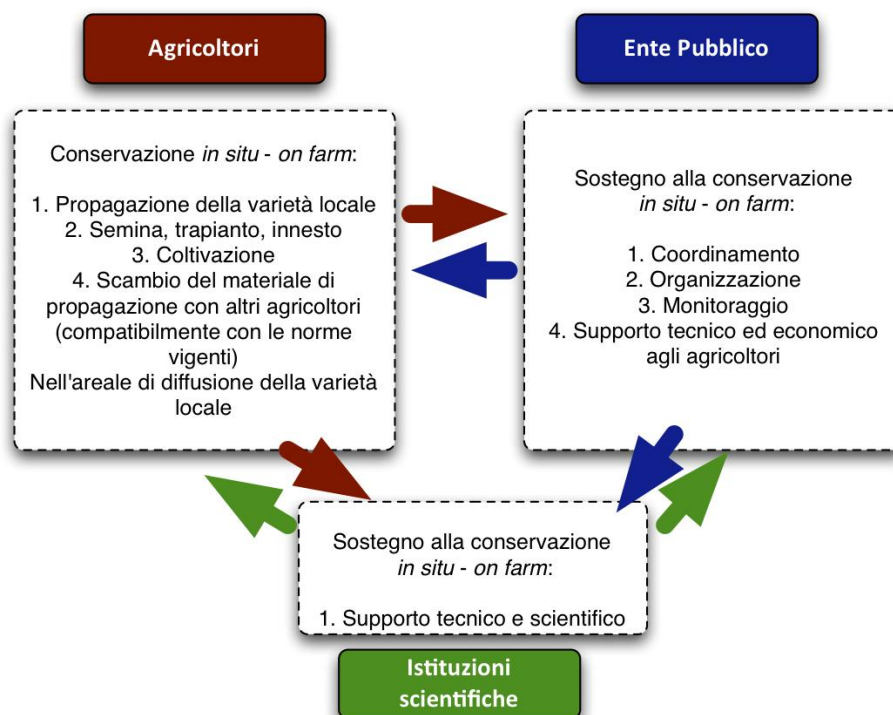 Agricoltori
Conservazione in situ - on farm:
1. Propagazione della varietà locale
2. Semina, trapianto, innesto
3. Coltivazione
4. Scambio del materiale di
propagazione con altri agricoltori
(compatibilmente con le norme
vigenti)
Nell'areale di diffusione della varietà
locale
Ente Pubblico
Sostegno alla conservazione
in situ - on farm:
1. Coordinamento
2. Organizzazione
3. Monitoraggio
4. Supporto tecnico ed economico
agli agricoltori
Sostegno alla conservazione
in situ - on farm:
1. Supporto tecnico e scientifico
Istituzioni
scientifiche